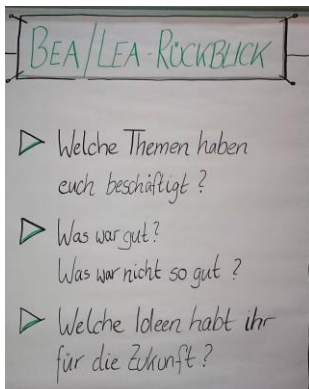 BEA/LEA-RÜCKBLICK
Welche Themen haben
euch beschäftigt?
Was war gut?
Was war nicht so gut?
Welche Ideen habt ihr
für die Zukunft?